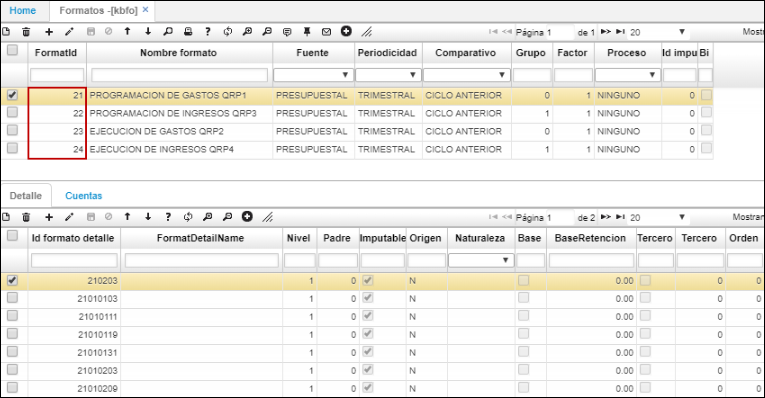 Home Formatos -[kbfo] ×
Página 1 de 1 20 Mostr
FormatId Nombre formato Fuente Periodicidad Comparativo Grupo Factor Proceso Id impu Bi
21 PROGRAMACION DE GASTOS QRP1 PRESUPUESTAL TRIMESTRAL CICLO ANTERIOR 0 1 NINGUNO 0
22 PROGRAMACION DE INGRESOS QRP3 PRESUPUESTAL TRIMESTRAL CICLO ANTERIOR 1 1 NINGUNO 0
23 EJECUCION DE GASTOS QRP2 PRESUPUESTAL TRIMESTRAL CICLO ANTERIOR 0 1 NINGUNO 0
24 EJECUCION DE INGRESOS QRP4 PRESUPUESTAL TRIMESTRAL CICLO ANTERIOR 1 1 NINGUNO 0
Detalle Cuentas
Página 1 de 2 20 Mostran
Id formato detalle FormatDetailName Nivel Padre Imputable Origen Naturaleza Base BaseRetencion Tercero Tercero Orden
210203 1 0 N 0.00 0 0
21010103 1 0 N 0.00 0 0
21010111 1 0 N 0.00 0 0
21010119 1 0 N 0.00 0 0
21010131 1 0 N 0.00 0 0
21010203 1 0 N 0.00 0 0
21010209 1 0 N 0.00 0 0